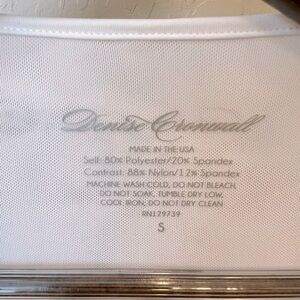 Denise Cronwall
MADE IN THE USA
Self: 80% Polyester/20% Spandex
Contrast: 88% Nylon/12% Spandex
MACHINE WASH COLD, DO NOT BLEACH,
DO NOT SOAK, TUMBLE DRY LOW,
COOL IRON, DO NOT DRY CLEAN
RN129739
S